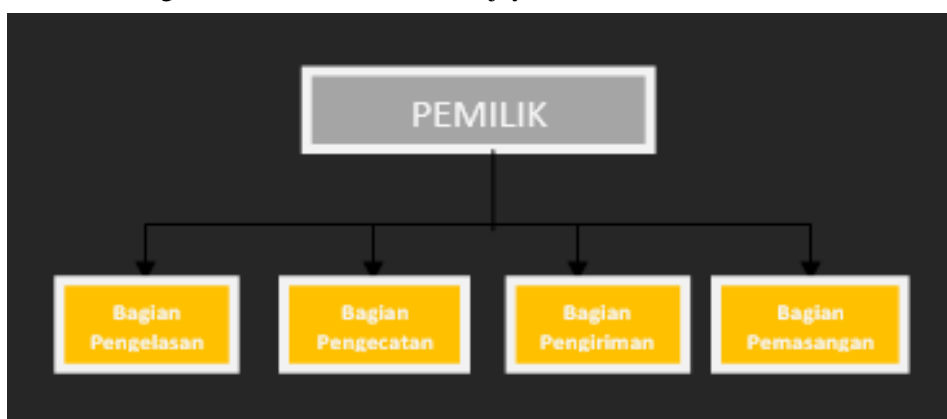 PEMILIK
Bagian
Pengelasan
Bagian
Pengecatan
Bagian
Pengiriman
Bagian
Pemasangan